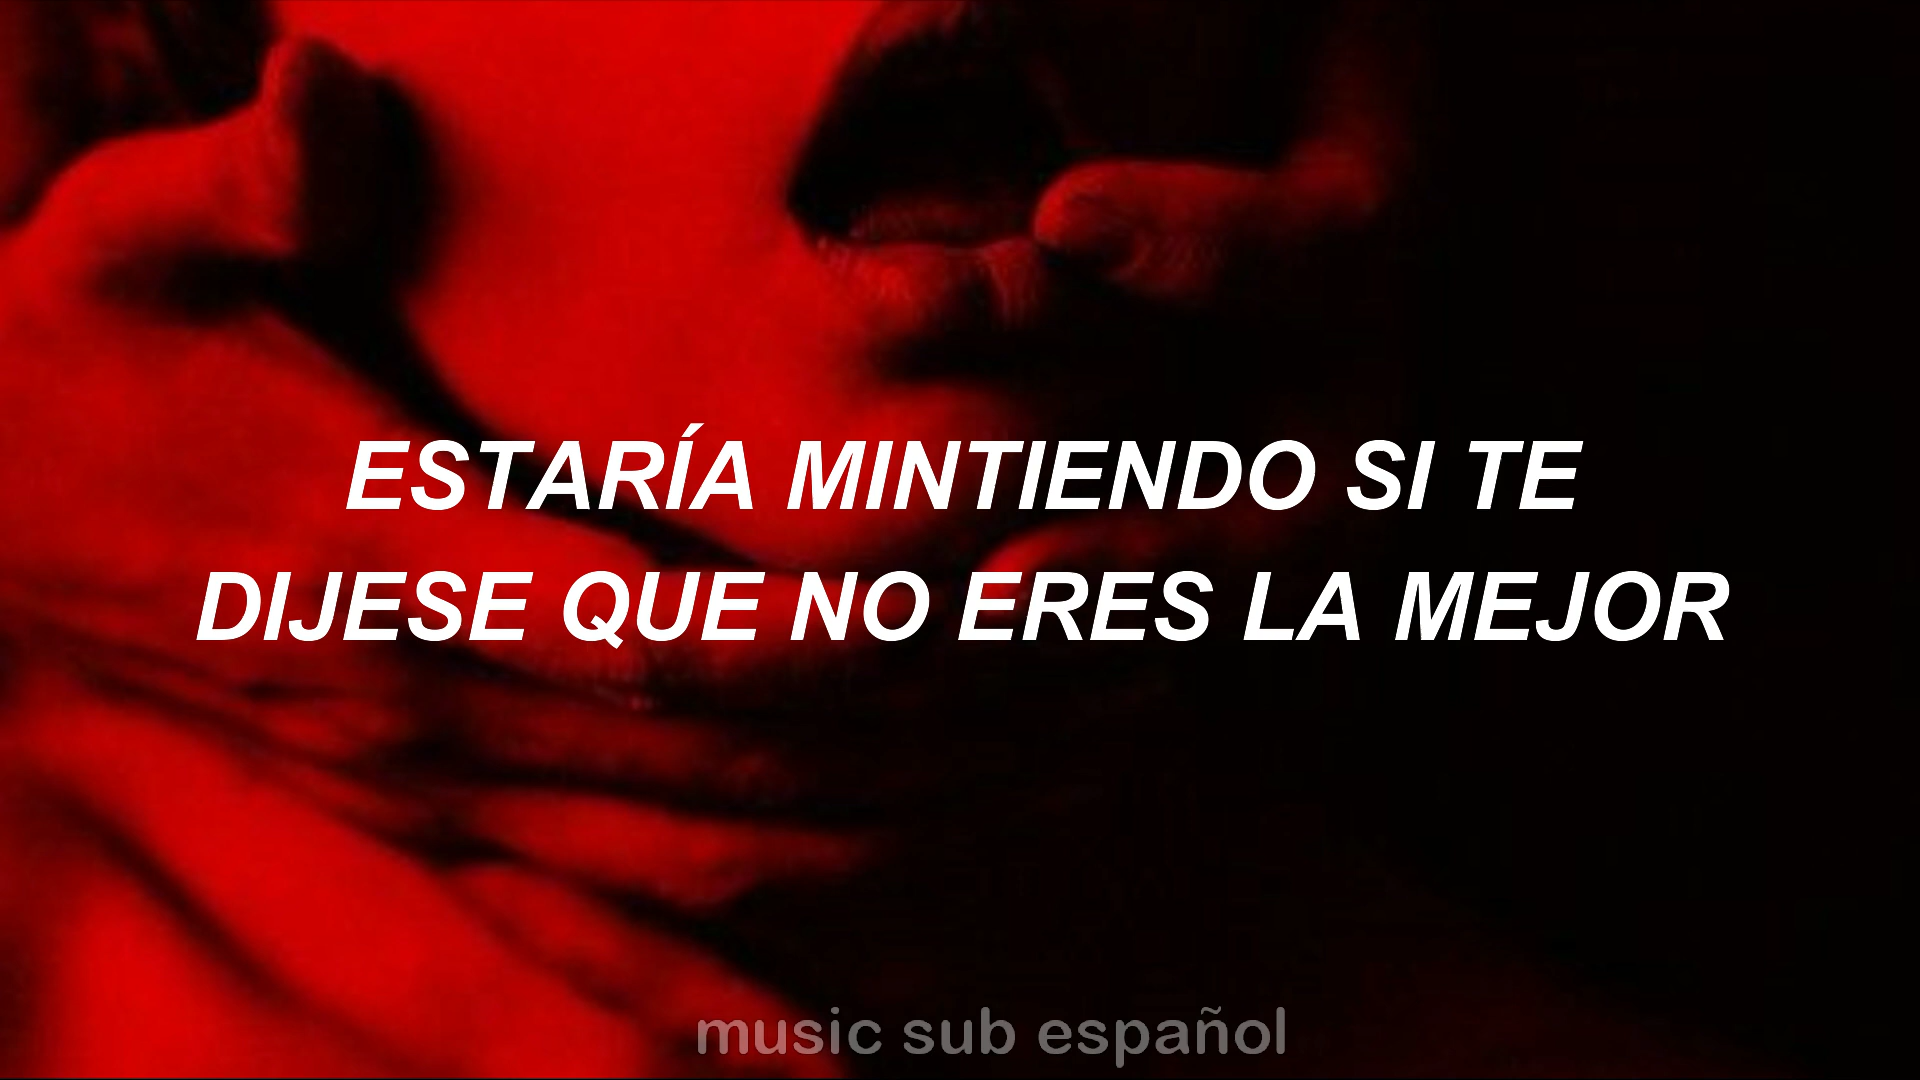 ESTARÍA MINTIENDO SI TE
DIJESE QUE NO ERES LA MEJOR
music sub español